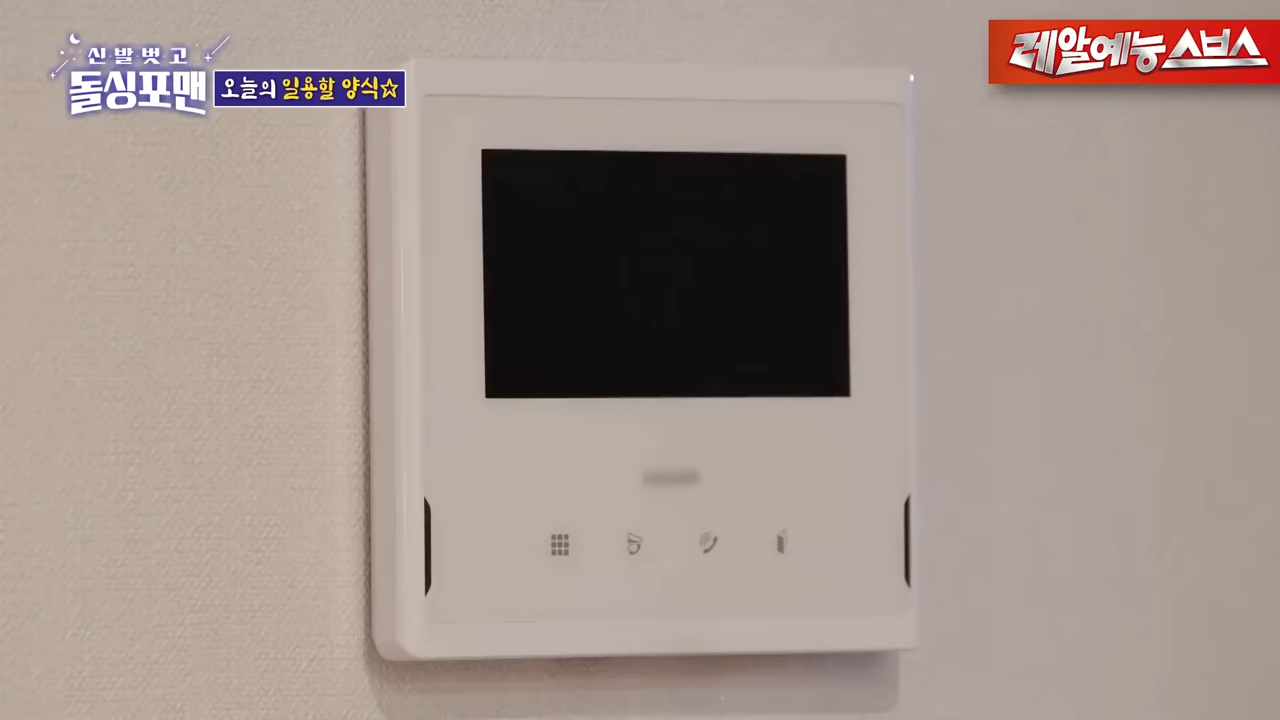 신발벗고
돌싱포맨
오늘의 일용할 양식☆
레알예능스브스